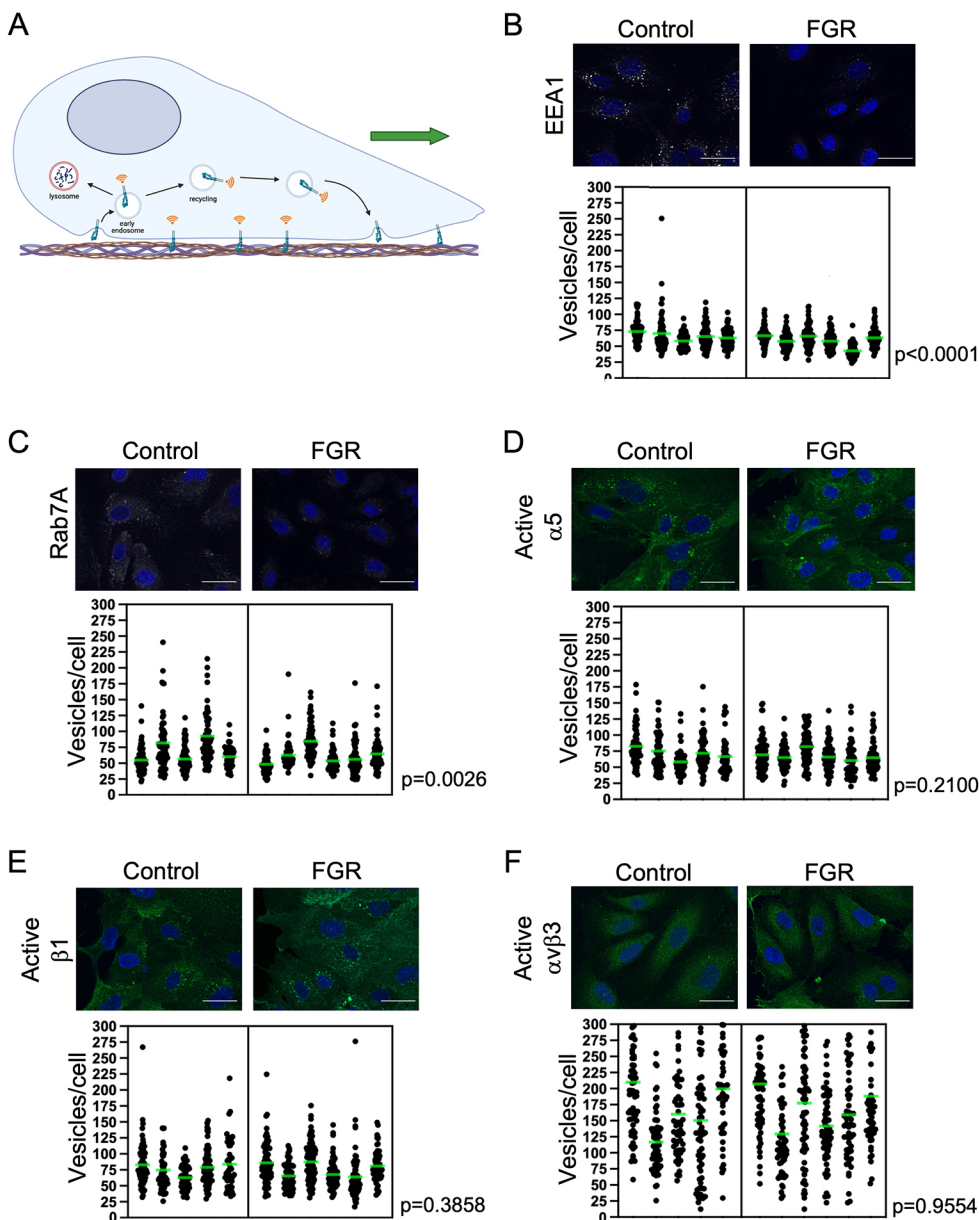 A
lysosome
early
endosome
recycling
B
Control FGR
EEA1
Vesicles/cell
300
275
250
225
200
175
150
125
100
75
50
25
0
p<0.0001
C
Control FGR
Rab7A
Vesicles/cell
300
275
250
225
200
175
150
125
100
75
50
25
0
p=0.0026
D
Control FGR
Active
α5
Vesicles/cell
300
275
250
225
200
175
150
125
100
75
50
25
0
p=0.2100
E
Control FGR
Active
β1
Vesicles/cell
300
275
250
225
200
175
150
125
100
75
50
25
0
p=0.3858
F
Control FGR
Active
αvβ3
Vesicles/cell
300
275
250
225
200
175
150
125
100
75
50
25
0
p=0.9554